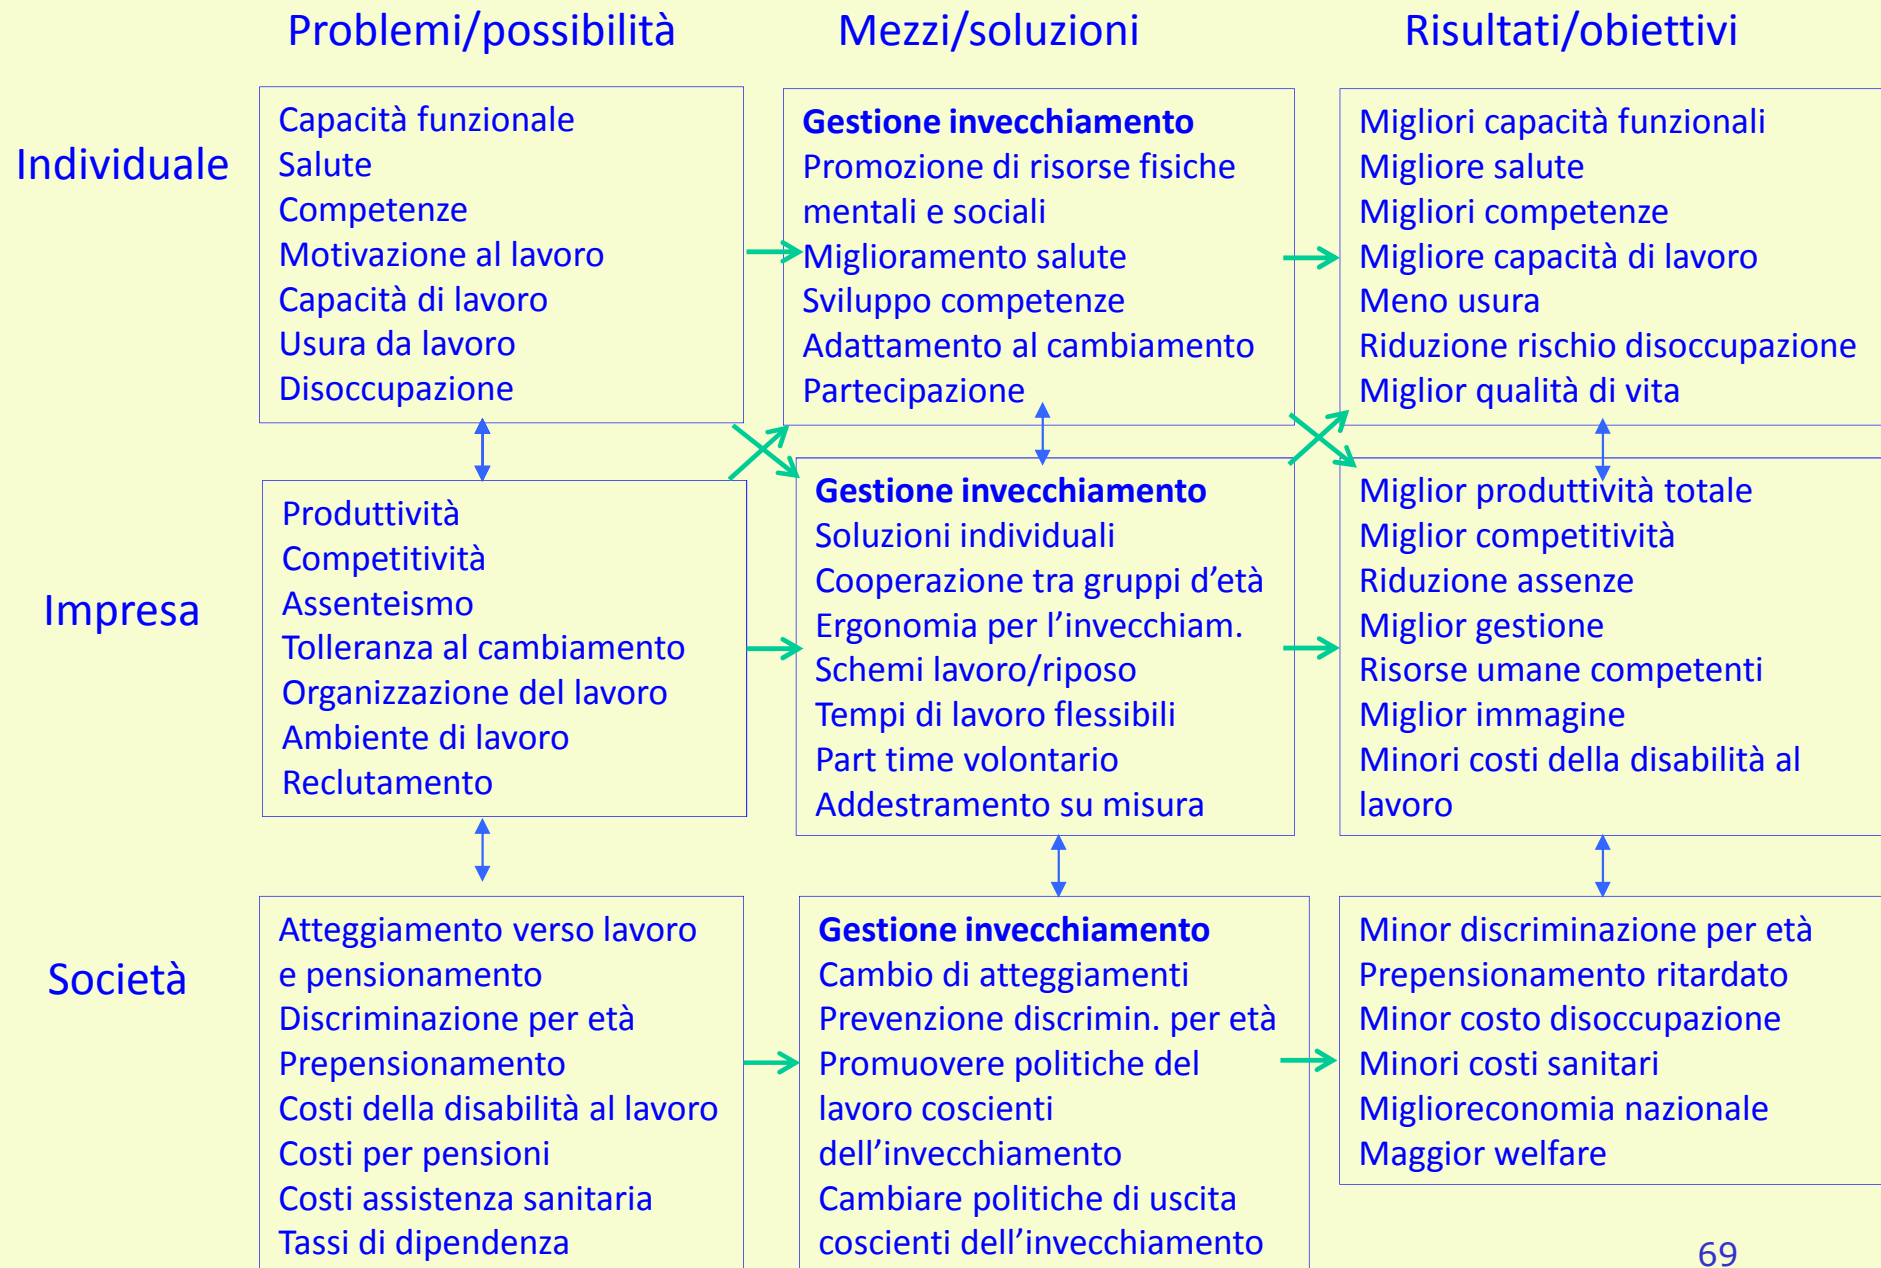 Problemi/possibilità
Mezzi/soluzioni
Risultati/obiettivi
Individuale
Capacità funzionale
Salute
Competenze
Motivazione al lavoro
Capacità di lavoro
Usura da lavoro
Disoccupazione
Gestione invecchiamento
Promozione di risorse fisiche
mentali e sociali
Miglioramento salute
Sviluppo competenze
Adattamento al cambiamento
Partecipazione
Migliori capacità funzionali
Migliore salute
Migliori competenze
Migliore capacità di lavoro
Meno usura
Riduzione rischio disoccupazione
Miglior qualità di vita
Impresa
Produttività
Competitività
Assenteismo
Tolleranza al cambiamento
Organizzazione del lavoro
Ambiente di lavoro
Reclutamento
Gestione invecchiamento
Soluzioni individuali
Cooperazione tra gruppi d’età
Ergonomia per l’invecchiam.
Schemi lavoro/riposo
Tempi di lavoro flessibili
Part time volontario
Addestramento su misura
Miglior produttività totale
Miglior competitività
Riduzione assenze
Miglior gestione
Risorse umane competenti
Miglior immagine
Minori costi della disabilità al
lavoro
Società
Atteggiamento verso lavoro
e pensionamento
Discriminazione per età
Prepensionamento
Costi della disabilità al lavoro
Costi per pensioni
Costi assistenza sanitaria
Tassi di dipendenza
Gestione invecchiamento
Cambio di atteggiamenti
Prevenzione discrimin. per età
Promuovere politiche del
lavoro coscienti
dell’invecchiamento
Cambiare politiche di uscita
coscienti dell’invecchiamento
Minor discriminazione per età
Prepensionamento ritardato
Minor costo disoccupazione
Minori costi sanitari
Miglioreconomia nazionale
Maggior welfare
69